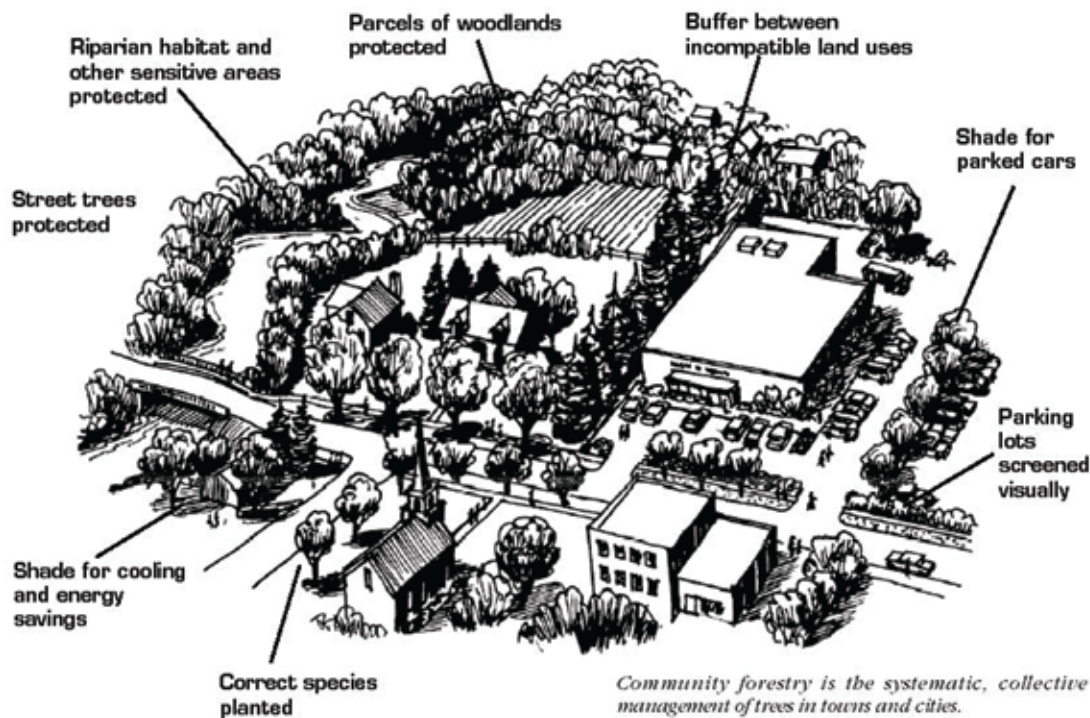 Parcels of woodlands
protected
Buffer between
incompatible land uses
Riparian habitat and
other sensitive areas
protected
Shade for
parked cars
Street trees
protected
Parking
lots
screened
visually
Shade for cooling
and energy
savings
Correct species
planted
Community forestry is the systematic, collective
management of trees in towns and cities.